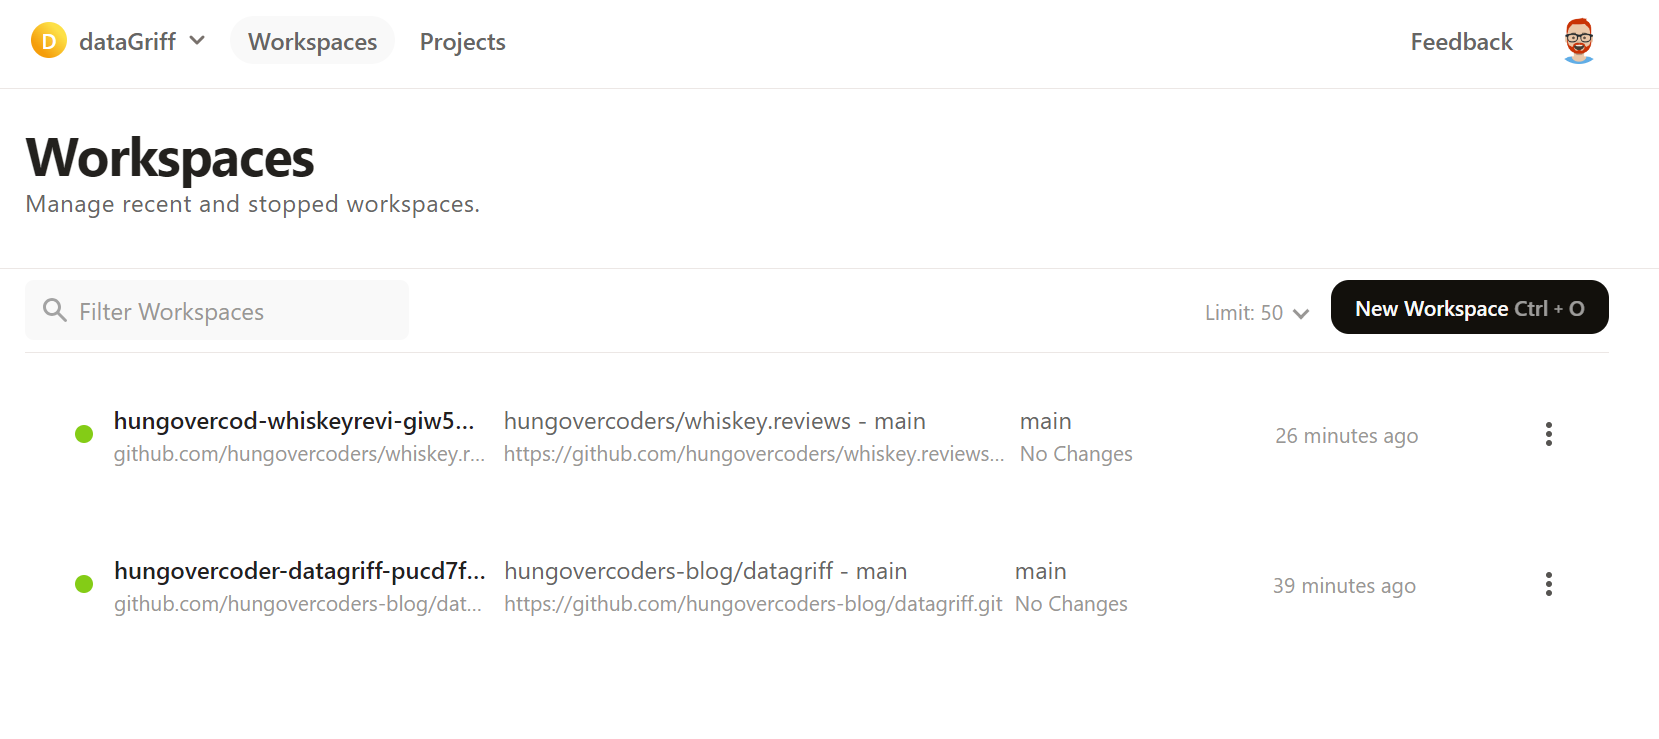 D dataGriff Workspaces Projects Feedback
Workspaces
Manage recent and stopped workspaces.
Filter Workspaces Limit: 50 New Workspace Ctrl + O
hungovercod-whiskeyrevi-giw5... hungovercoders/whiskey.reviews - main main
github.com/hungovercoders/whiskey.r... https://github.com/hungovercoders/whiskey.reviews... No Changes
26 minutes ago
hungovercoder-datagriff-pucd7f... hungovercoders-blog/datagriff - main main
github.com/hungovercoders-blog/dat... https://github.com/hungovercoders-blog/datagriff.git No Changes
39 minutes ago